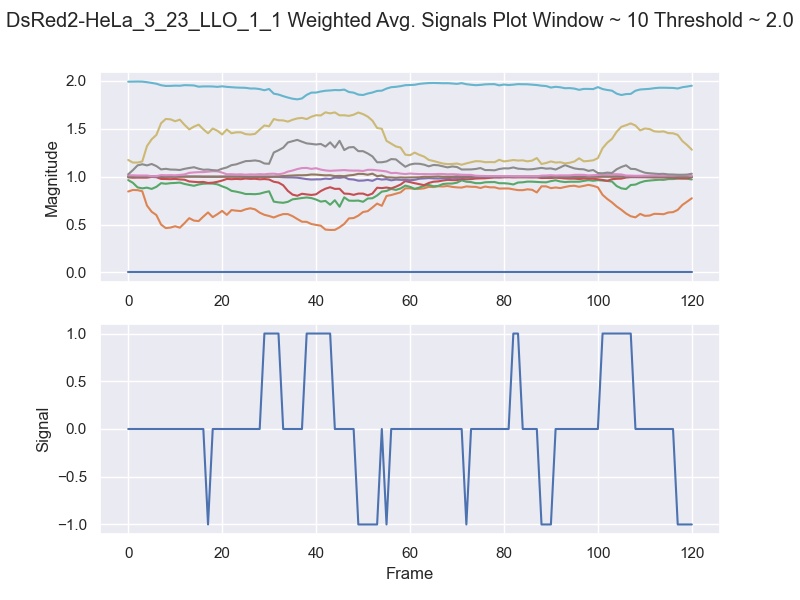 DsRed2-HeLa_3_23_LLO_1_1 Weighted Avg. Signals Plot Window ~ 10 Threshold ~ 2.0
2.0
1.5
1.0
0.5
0.0
Magnitude
0 20 40 60 80 100 120
1.0
0.5
0.0
−0.5
−1.0
Signal
0 20 40 60 80 100 120
Frame